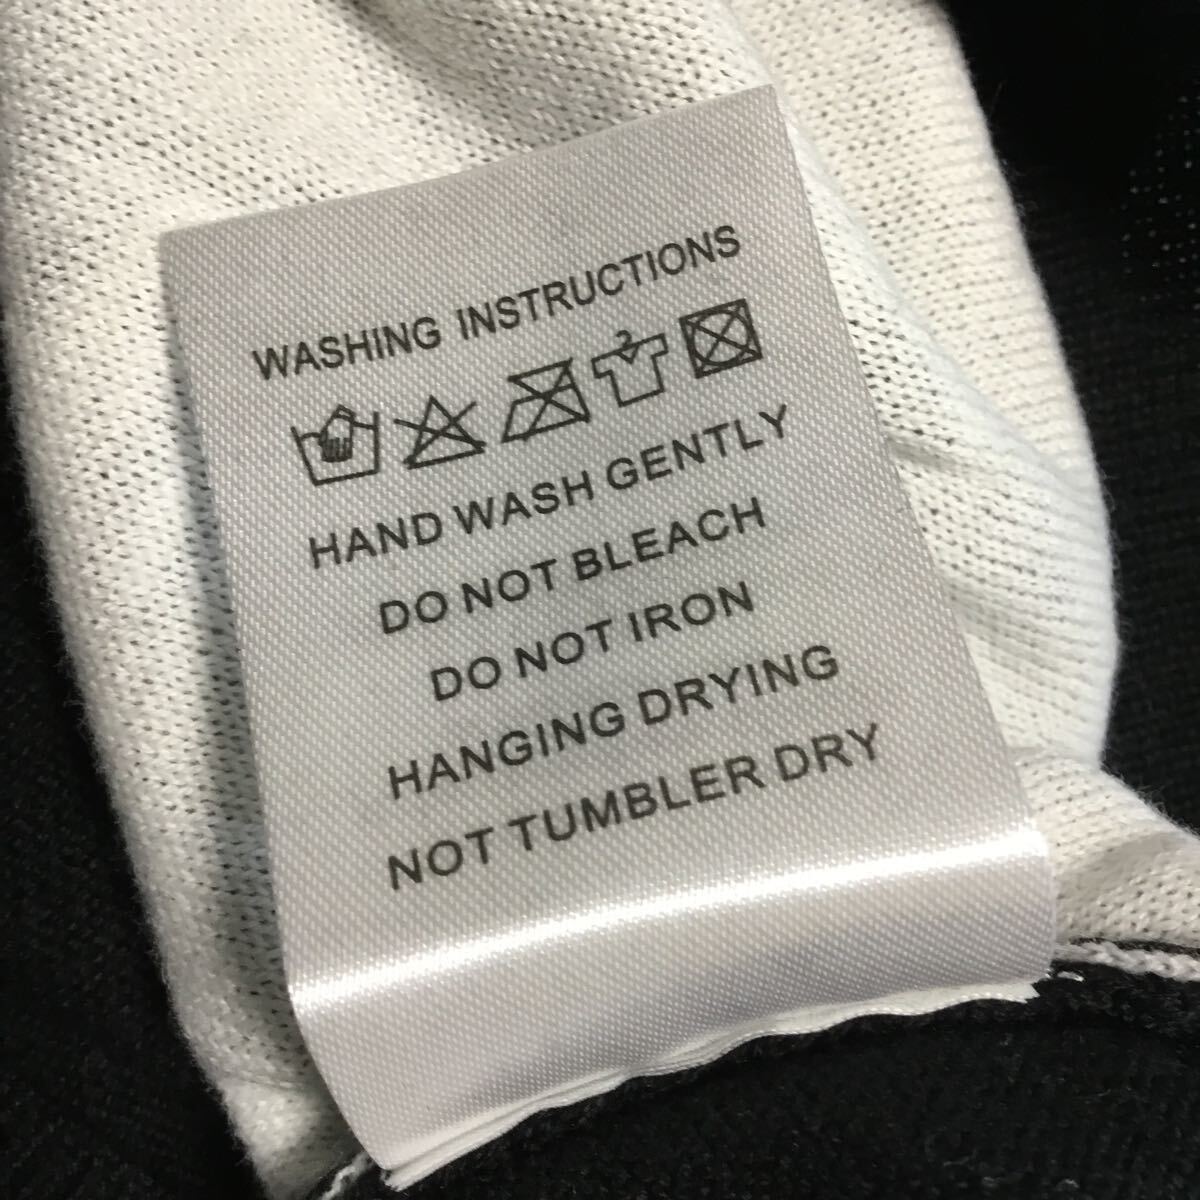 WASHING INSTRUCTIONS
HAND WASH GENTLY
DO NOT BLEACH
DO NOT IRON
HANGING DRYING
NOT TUMBLER DRY